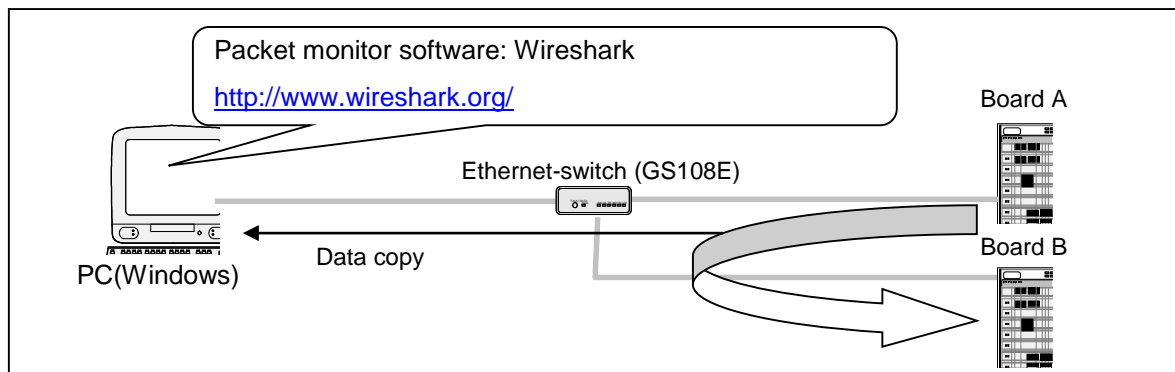 Packet monitor software: Wireshark
http://www.wireshark.org/
Board A
Ethernet-switch (GS108E)
Board B
Data copy
PC(Windows)